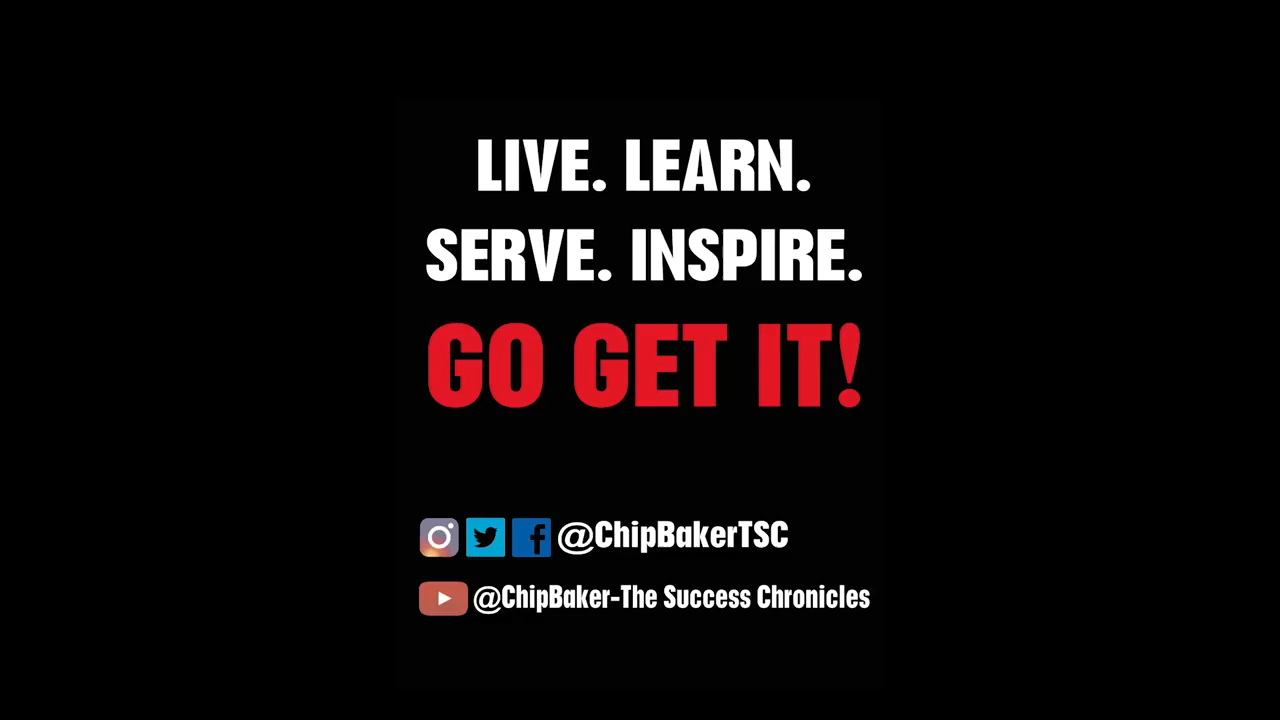 LIVE. LEARN.
SERVE. INSPIRE.
GO GET IT!
@ChipBakerTSC
@ChipBaker-The Success Chronicles